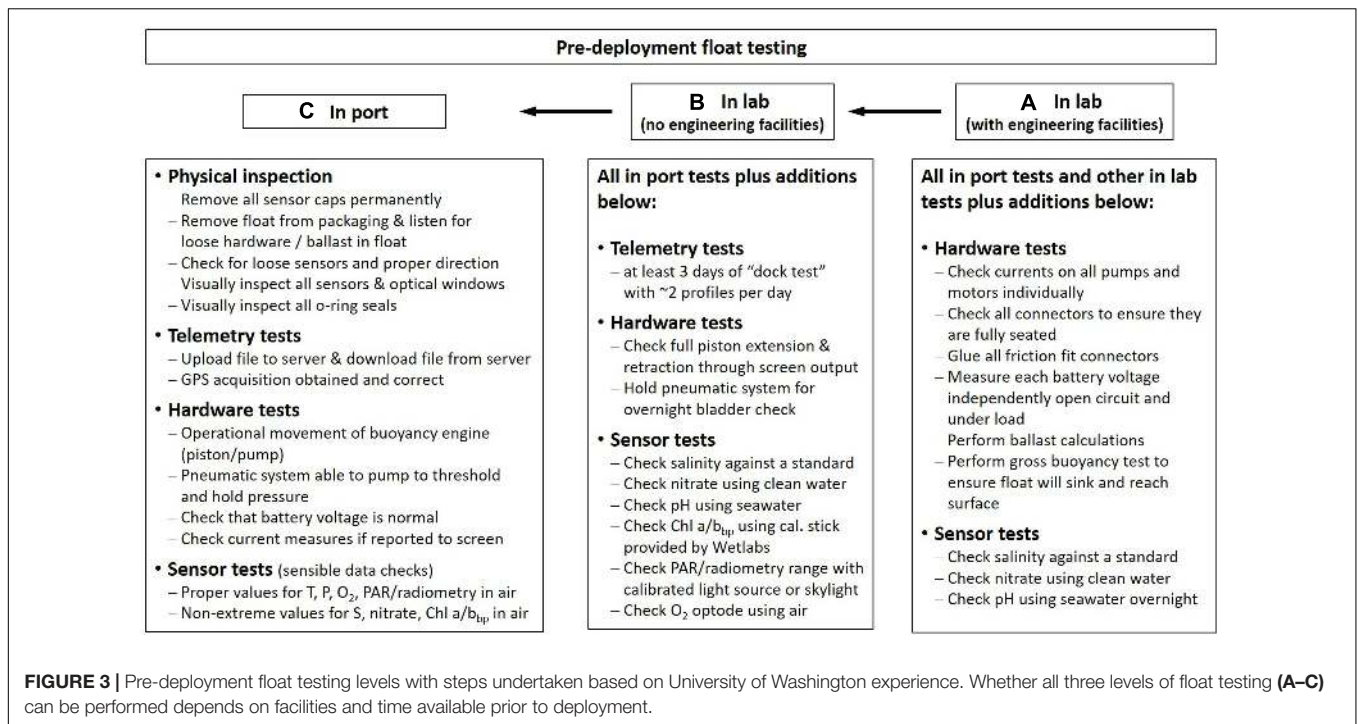 Pre-deployment float testing
C In port
B In lab
(no engineering facilities)
A In lab
(with engineering facilities)
• Physical inspection
Remove all sensor caps permanently
– Remove float from packaging & listen for
loose hardware / ballast in float
– Check for loose sensors and proper direction
Visually inspect all sensors & optical windows
– Visually inspect all o-ring seals
• Telemetry tests
– Upload file to server & download file from server
– GPS acquisition obtained and correct
• Hardware tests
– Operational movement of buoyancy engine
(piston/pump)
– Pneumatic system able to pump to threshold
and hold pressure
– Check that battery voltage is normal
– Check current measures if reported to screen
• Sensor tests (sensible data checks)
– Proper values for T, P, O₂, PAR/radiometry in air
– Non-extreme values for S, nitrate, Chl a/b_bp in air
All in port tests plus additions
below:
• Telemetry tests
– at least 3 days of “dock test”
with ~2 profiles per day
• Hardware tests
– Check full piston extension &
retraction through screen output
– Hold pneumatic system for
overnight bladder check
• Sensor tests
– Check salinity against a standard
– Check nitrate using clean water
– Check pH using seawater
– Check Chl a/b_bp using cal. stick
provided by Wetlabs
– Check PAR/radiometry range with
calibrated light source or skylight
– Check O₂ optode using air
All in port tests and other in lab
tests plus additions below:
• Hardware tests
– Check currents on all pumps and
motors individually
– Check all connectors to ensure they
are fully seated
– Glue all friction fit connectors
– Measure each battery voltage
independently open circuit and
under load
Perform ballast calculations
– Perform gross buoyancy test to
ensure float will sink and reach
surface
• Sensor tests
– Check salinity against a standard
– Check nitrate using clean water
– Check pH using seawater overnight
FIGURE 3 | Pre-deployment float testing levels with steps undertaken based on University of Washington experience. Whether all three levels of float testing (A–C)
can be performed depends on facilities and time available prior to deployment.